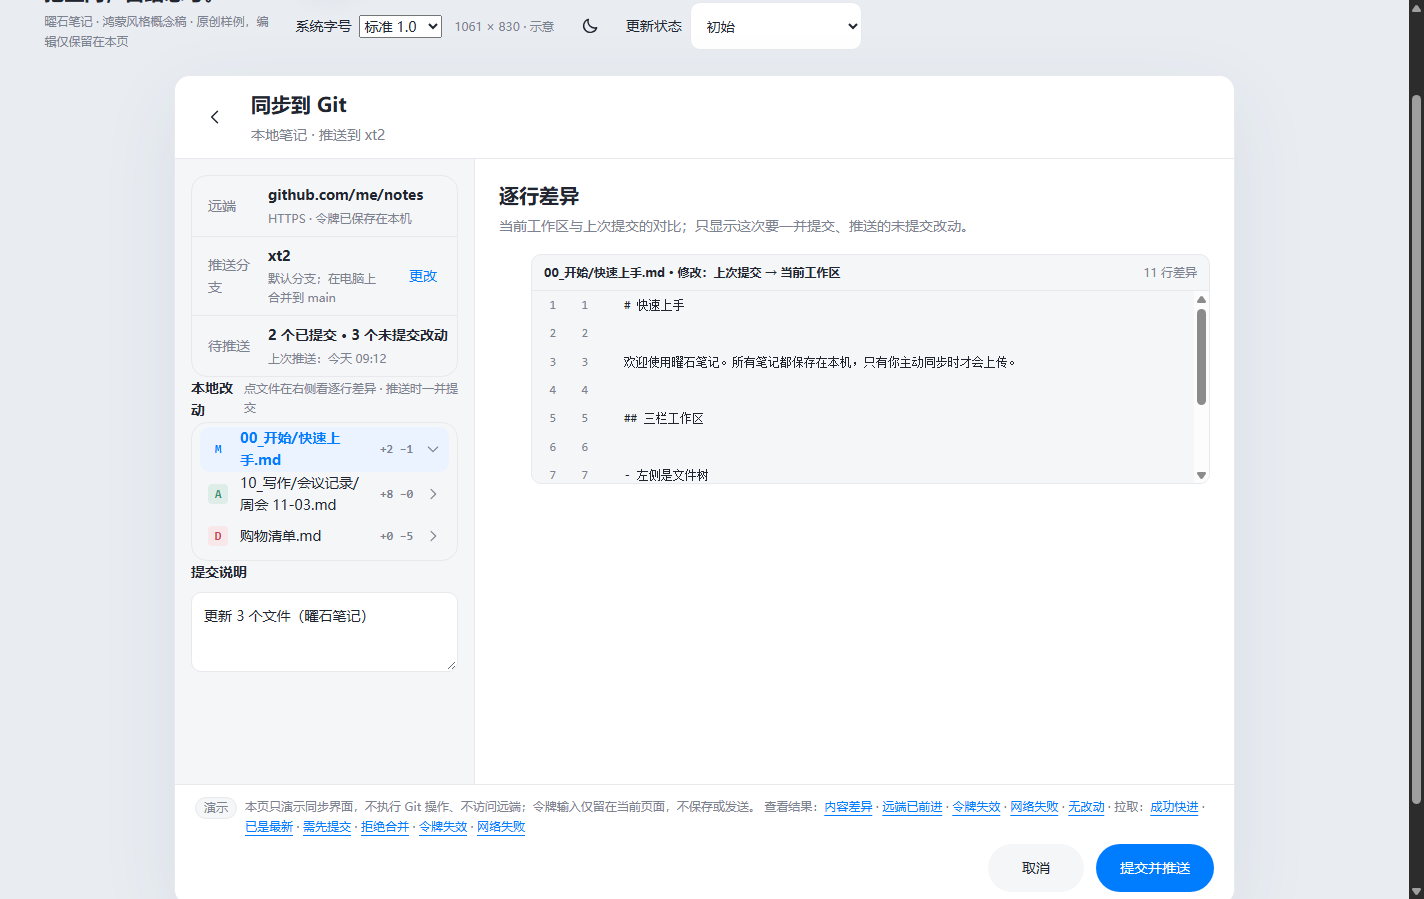 曜石笔记 · 鸿蒙风格概念稿 · 原创样例，编
辑仅保留在本页
系统字号
标准 1.0
1061 × 830 · 示意
更新状态
初始
同步到 Git
本地笔记 · 推送到 xt2
远端
github.com/me/notes
HTTPS · 令牌已保存在本机
推送分
支
xt2
默认分支；在电脑上
合并到 main
更改
待推送
2 个已提交 • 3 个未提交改动
上次推送：今天 09:12
本地改
动
点文件在右侧看逐行差异 · 推送时一并提
交
M
00_开始/快速上
手.md
+2 −1
A
10_写作/会议记录/
周会 11-03.md
+8 −0
D
购物清单.md
+0 −5
提交说明
更新 3 个文件（曜石笔记）
逐行差异
当前工作区与上次提交的对比；只显示这次要一并提交、推送的未提交改动。
00_开始/快速上手.md • 修改：上次提交 → 当前工作区
11 行差异
1 1 # 快速上手
2 2
3 3 欢迎使用曜石笔记。所有笔记都保存在本机，只有你主动同步时才会上传。
4 4
5 5 ## 三栏工作区
6 6
7 7 - 左侧是文件树
演示
本页只演示同步界面，不执行 Git 操作、不访问远端；令牌输入仅留在当前页面，不保存或发送。 查看结果：内容差异 · 远端已前进 · 令牌失效 · 网络失败 · 无改动 · 拉取：成功快进 ·
已是最新 · 需先提交 · 拒绝合并 · 令牌失效 · 网络失败
取消
提交并推送